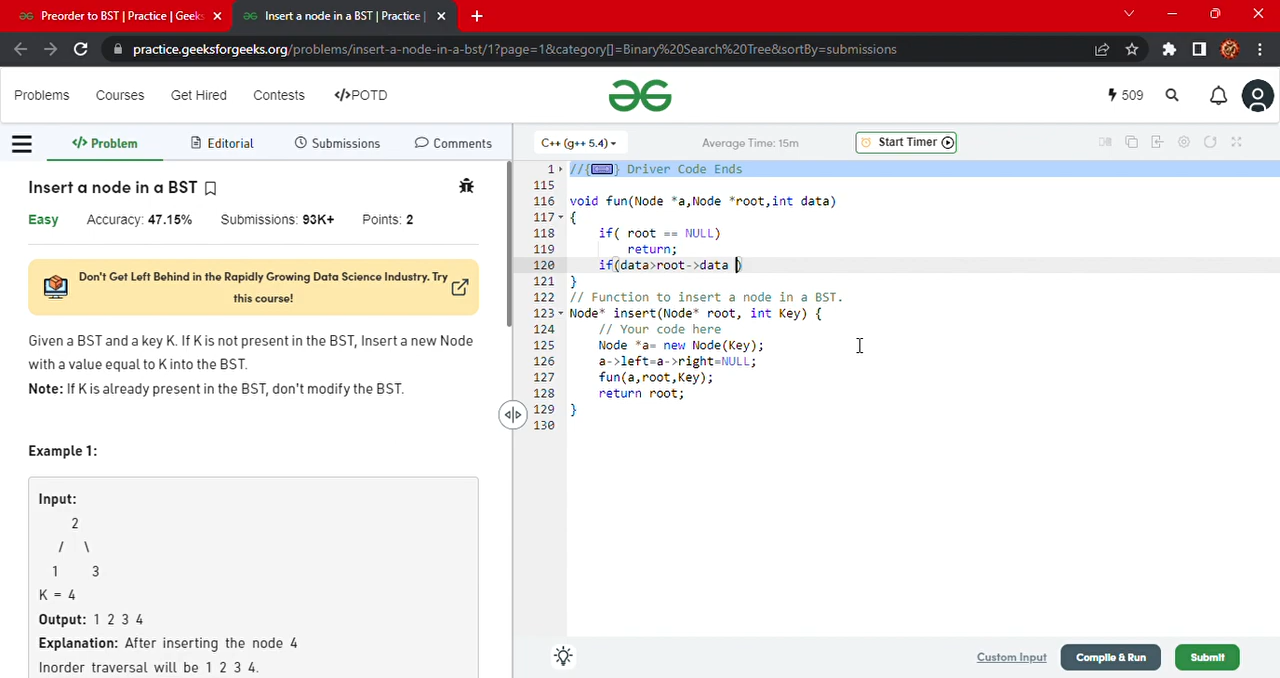 Preorder to BST | Practice | Geek
Insert a node in a BST | Practice |
practice.geeksforgeeks.org/problems/insert-a-node-in-a-bst/1?page=1&category[]=Binary%20Search%20Tree&sortBy=submissions
Problems Courses Get Hired Contests </>POTD 509
</> Problem Editorial Submissions Comments
C++ (g++ 5.4) Average Time: 15m Start Timer
Insert a node in a BST
Easy Accuracy: 47.15% Submissions: 93K+ Points: 2
Don't Get Left Behind in the Rapidly Growing Data Science Industry. Try
this course!
Given a BST and a key K. If K is not present in the BST, Insert a new Node
with a value equal to K into the BST.
Note: If K is already present in the BST, don't modify the BST.
Example 1:
Input:
2
/ \
1 3
K = 4
Output: 1 2 3 4
Explanation: After inserting the node 4
Inorder traversal will be 1 2 3 4.
1 //{ } Driver Code Ends
115
116 void fun(Node *a,Node *root,int data)
117 {
118 if( root == NULL)
119 return;
120 if(data>root->data )
121 }
122 // Function to insert a node in a BST.
123 Node* insert(Node* root, int Key) {
124 // Your code here
125 Node *a= new Node(Key);
126 a->left=a->right=NULL;
127 fun(a,root,Key);
128 return root;
129 }
130
Custom Input Compile & Run Submit